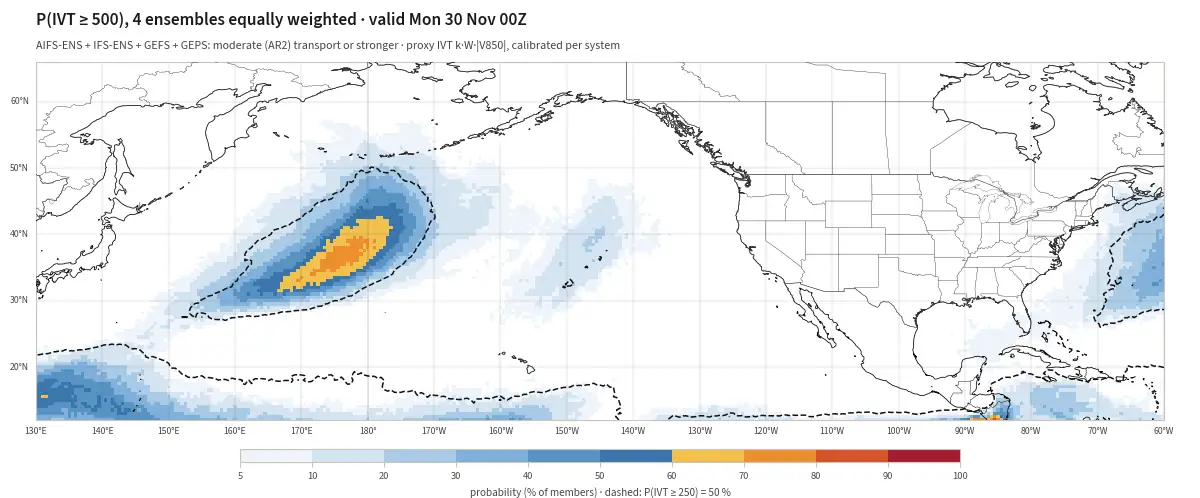 P(IVT ≥ 500), 4 ensembles equally weighted · valid Mon 30 Nov 00Z
AIFS-ENS + IFS-ENS + GEFS + GEPS: moderate (AR2) transport or stronger · proxy IVT k·W·|V850|, calibrated per system
60°N
50°N
40°N
30°N
20°N
130°E 140°E 150°E 160°E 170°E 180° 170°W 160°W 150°W 140°W 130°W 120°W 110°W 100°W 90°W 80°W 70°W 60°W
5 10 20 30 40 50 60 70 80 90 100
probability (% of members) · dashed: P(IVT ≥ 250) = 50 %